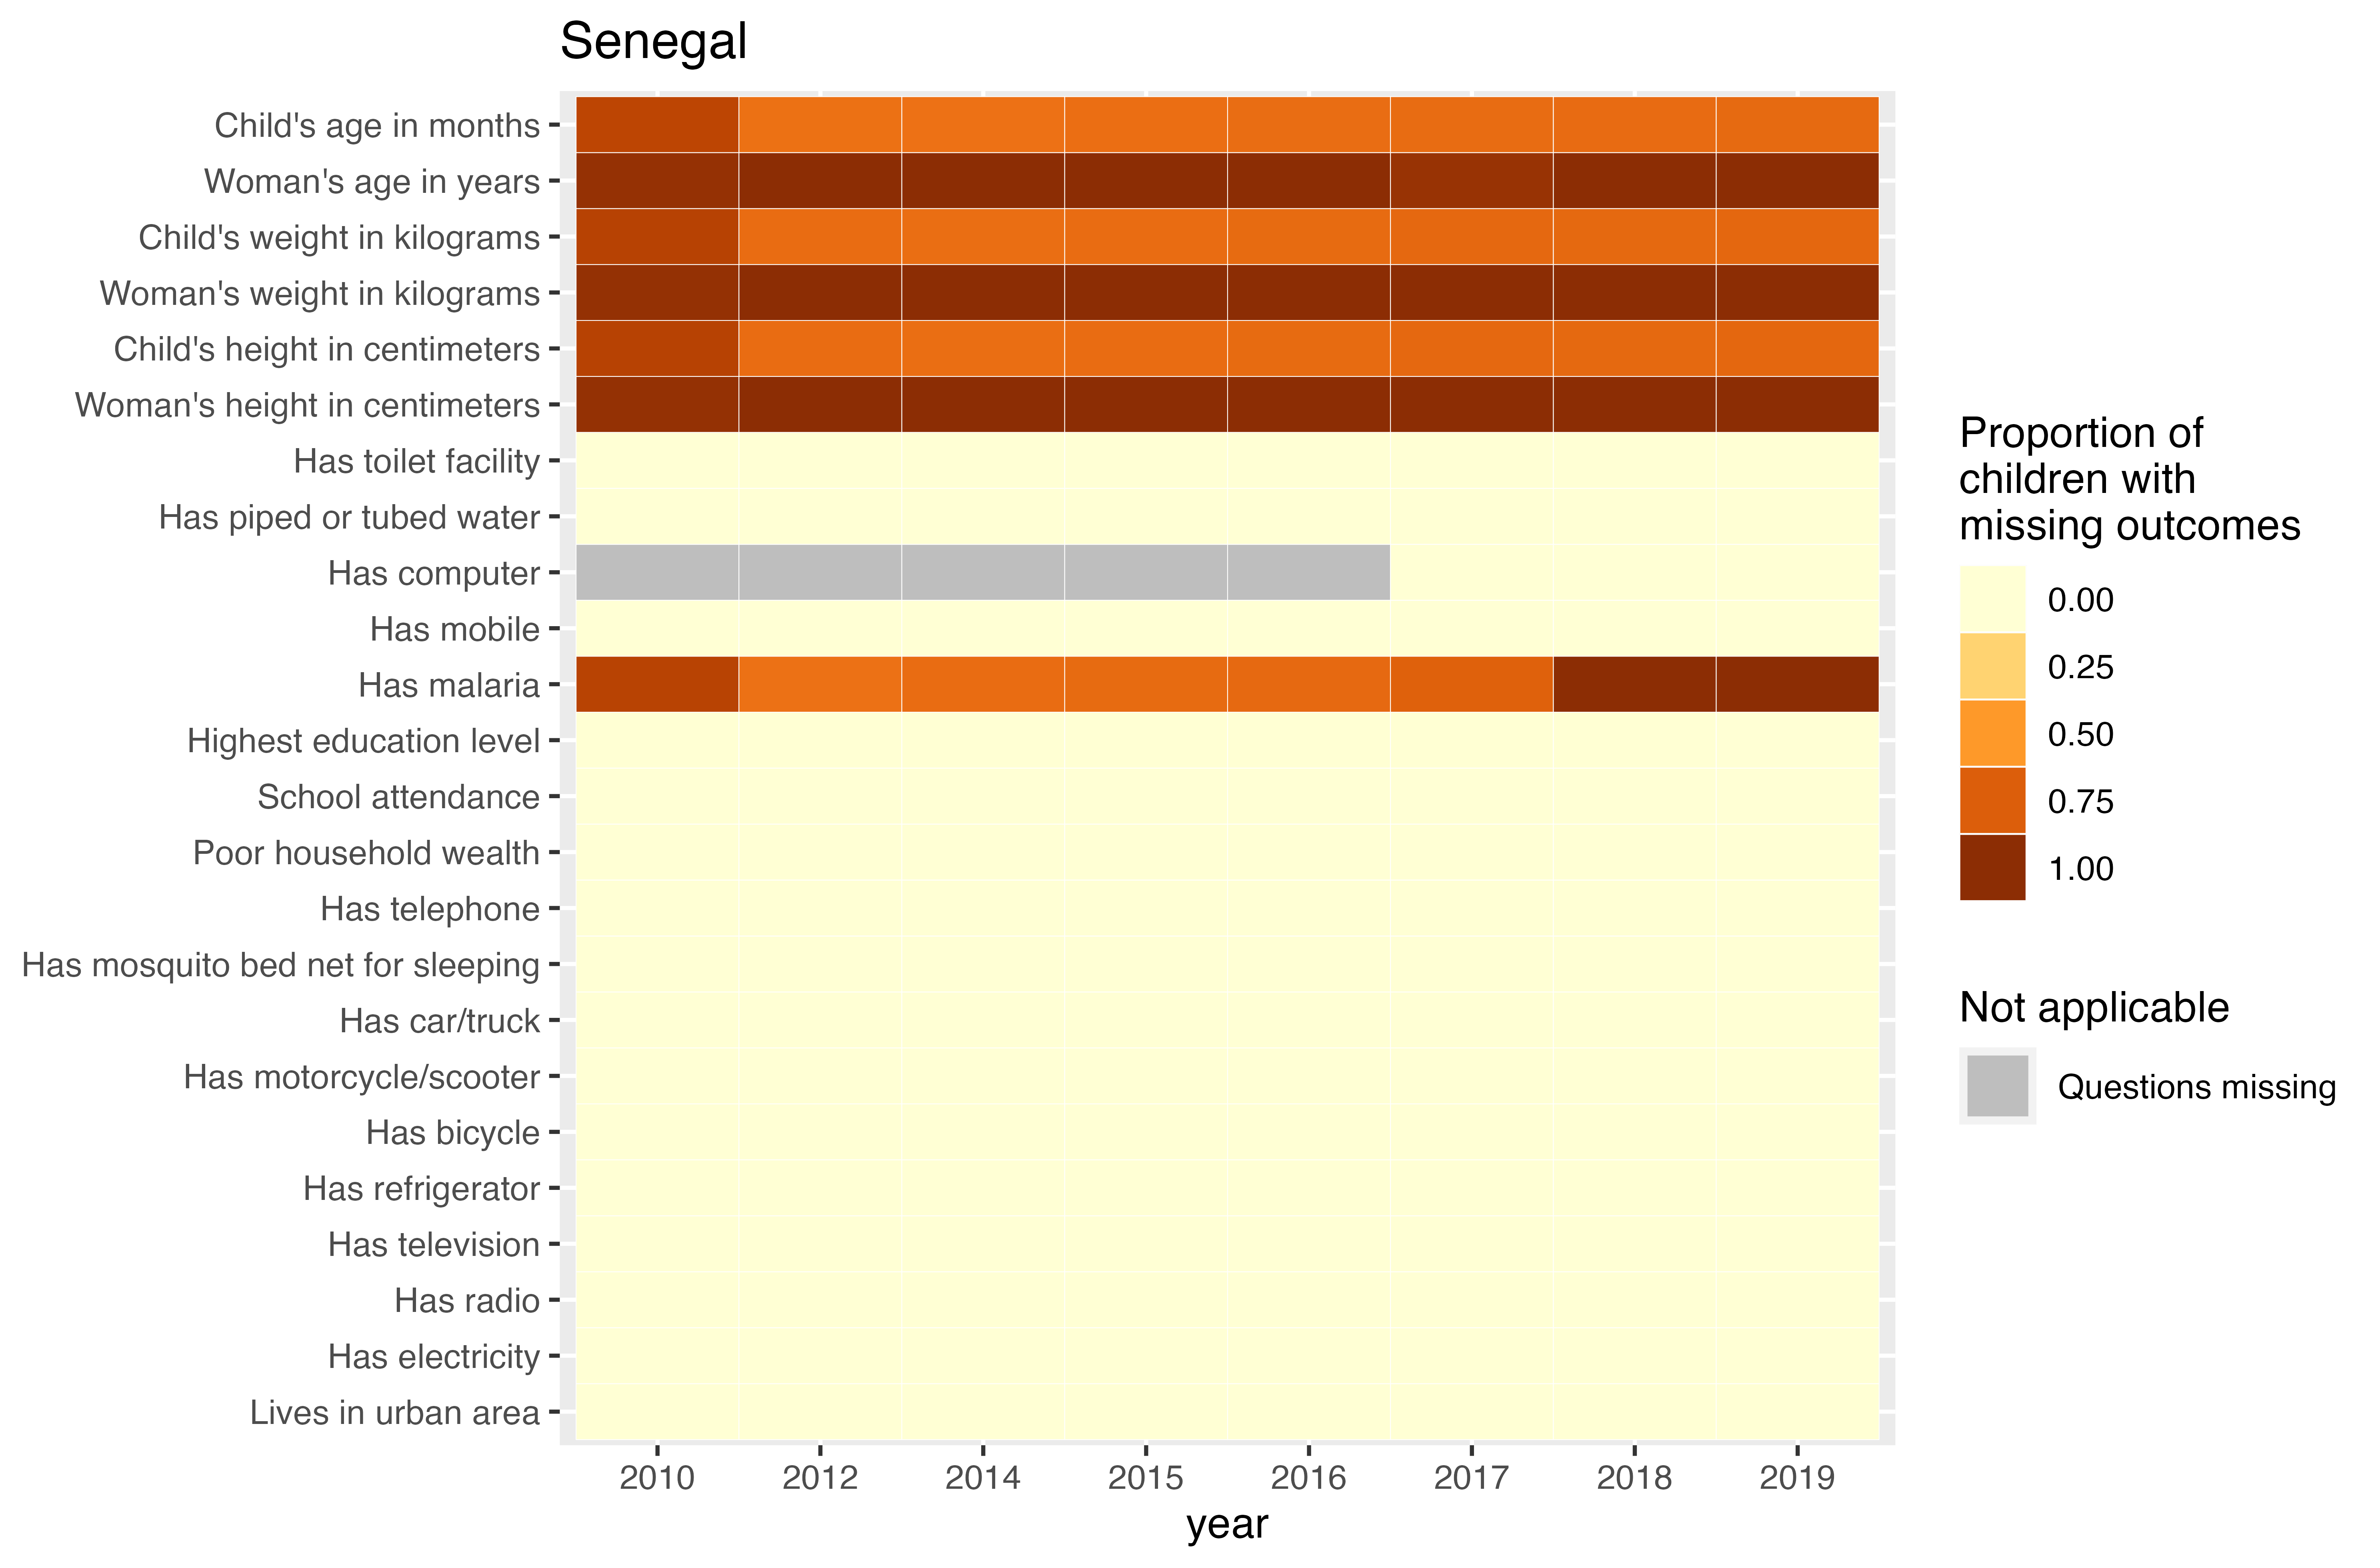 Senegal
Child's age in months
Woman's age in years
Child's weight in kilograms
Woman's weight in kilograms
Child's height in centimeters
Woman's height in centimeters
Has toilet facility
Has piped or tubed water
Has computer
Has mobile
Has malaria
Highest education level
School attendance
Poor household wealth
Has telephone
Has mosquito bed net for sleeping
Has car/truck
Has motorcycle/scooter
Has bicycle
Has refrigerator
Has television
Has radio
Has electricity
Lives in urban area
2010 2012 2014 2015 2016 2017 2018 2019
year
Proportion of
children with
missing outcomes
0.00
0.25
0.50
0.75
1.00
Not applicable
Questions missing